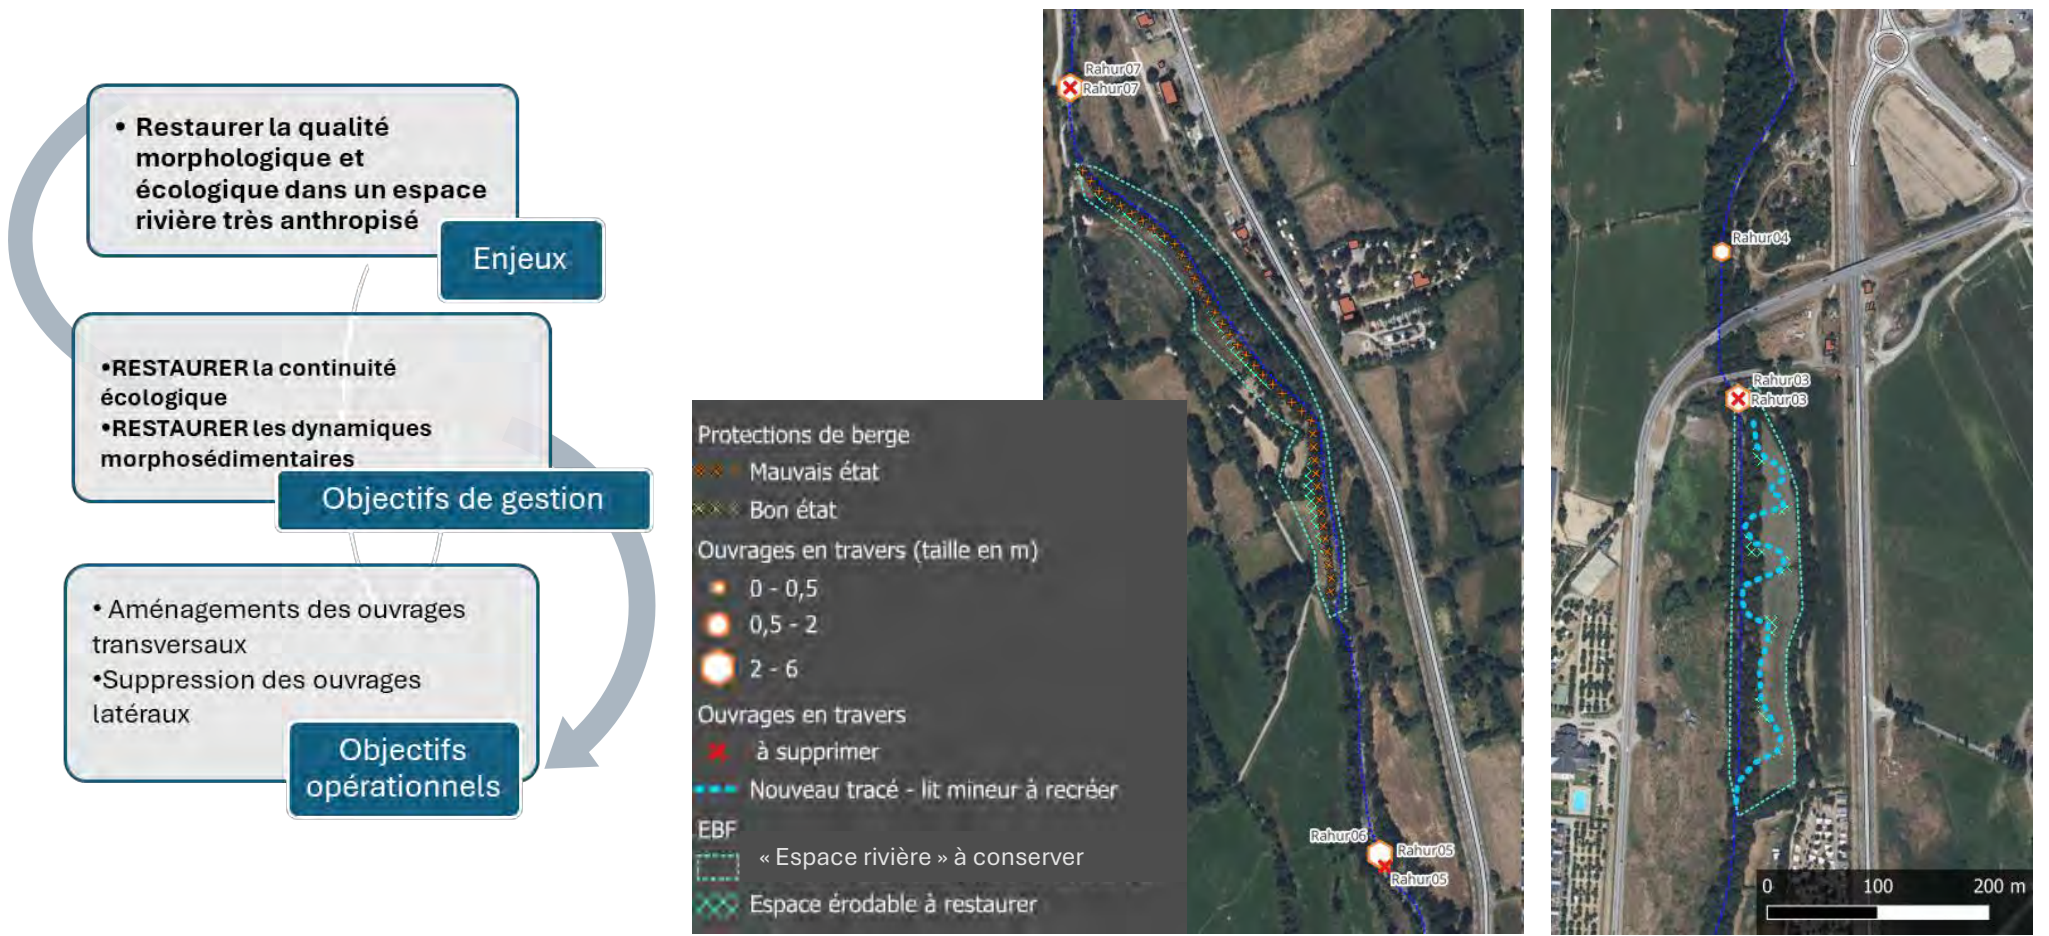 • Restaurer la qualité
morphologique et
écologique dans un espace
rivière très anthropisé
Enjeux
•RESTAURER la continuité
écologique
•RESTAURER les dynamiques
morphosédimentaires
Objectifs de gestion
• Aménagements des ouvrages
transversaux
•Suppression des ouvrages
latéraux
Objectifs
opérationnels
Protections de berge
Mauvais état
Bon état
Ouvrages en travers (taille en m)
0 - 0,5
0,5 - 2
2 - 6
Ouvrages en travers
à supprimer
Nouveau tracé - lit mineur à recréer
EBF
« Espace rivière » à conserver
Espace érodable à restaurer
Rahur07
Rahur07
Rahur06
Rahur05
Rahur05
Rahur04
Rahur03
Rahur03
0 100 200 m